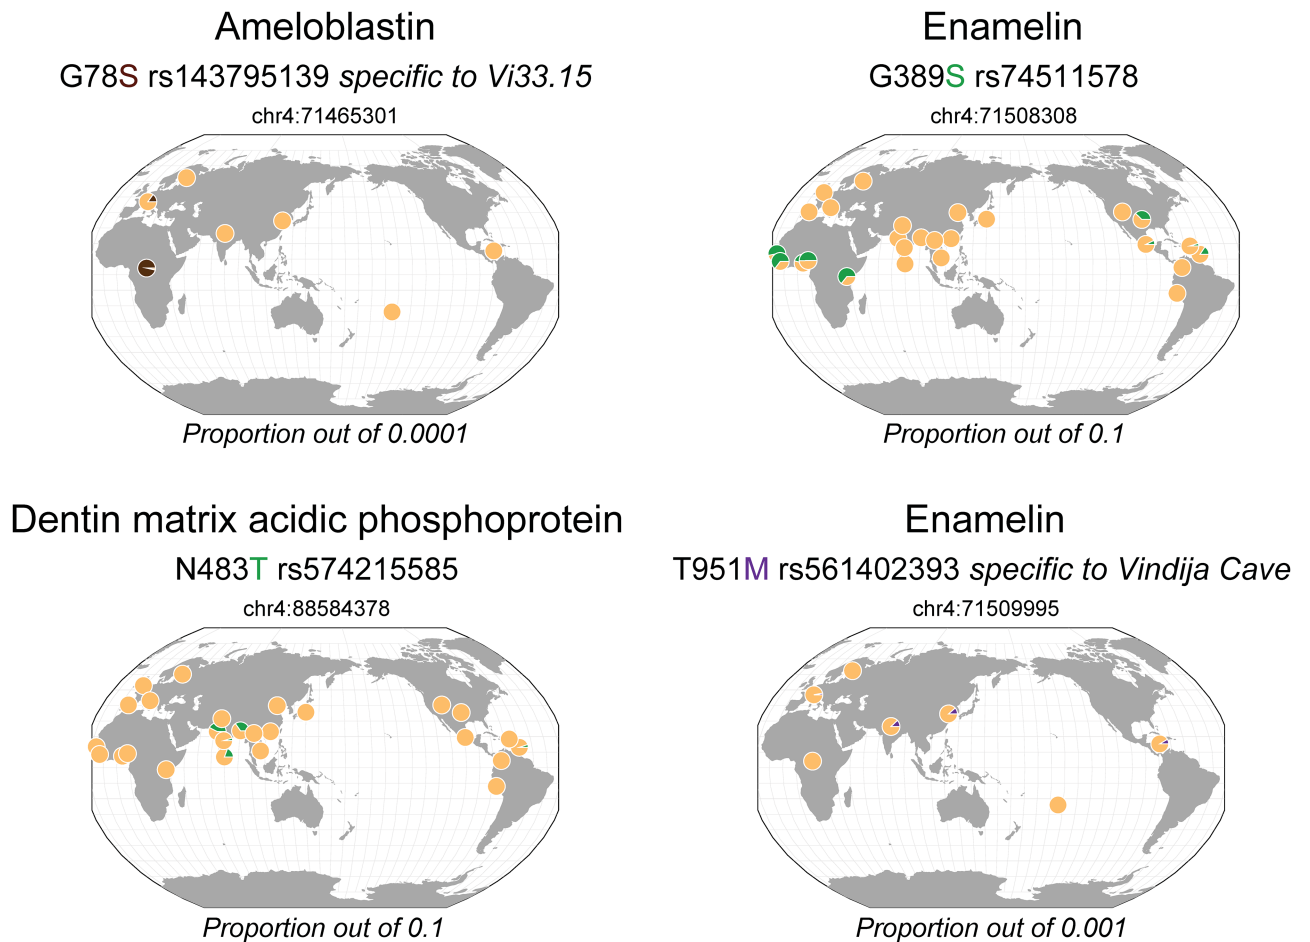 Ameloblastin
G78S rs143795139 specific to Vi33.15
chr4:71465301
Proportion out of 0.0001
Enamelin
G389S rs74511578
chr4:71508308
Proportion out of 0.1
Dentin matrix acidic phosphoprotein
N483T rs574215585
chr4:88584378
Proportion out of 0.1
Enamelin
T951M rs561402393 specific to Vindija Cave
chr4:71509995
Proportion out of 0.001